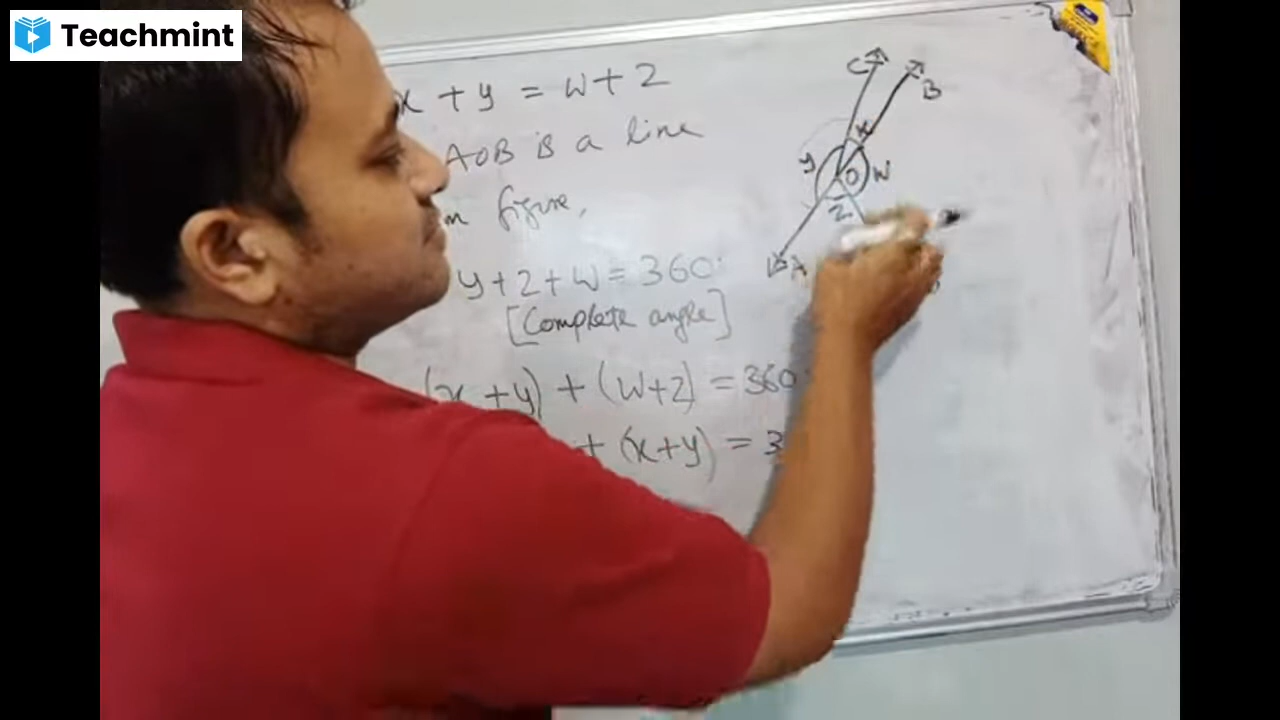 Teachmint
x + y = w + z
AOB is a line
figure,
y + z + w = 360°
[Complete angle]
(x + y) + (w + z) = 360°
+ (x + y) = 3
C
B
x
y
O
w
z
A